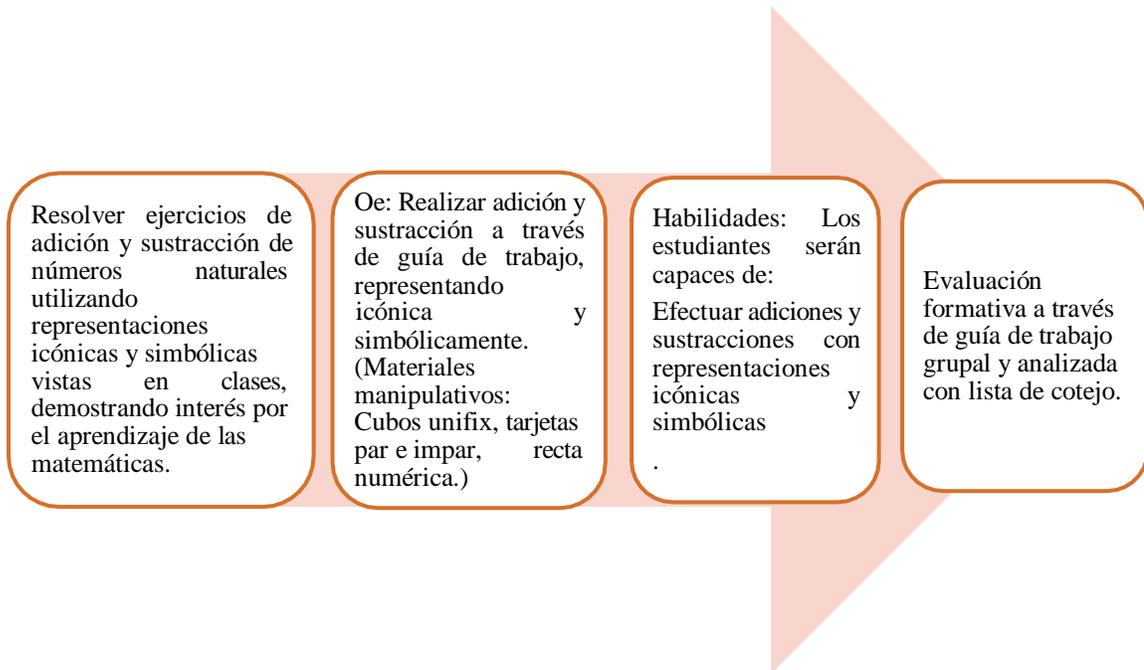 Resolver ejercicios de
adición y sustracción de
números naturales
utilizando
representaciones
icónicas y simbólicas
vistas en clases,
demostrando interés por
el aprendizaje de las
matemáticas.
Oe: Realizar adición y
sustracción a través
de guía de trabajo,
representando
icónica y
simbólicamente.
(Materiales
manipulativos:
Cubos unifix, tarjetas
par e impar, recta
numérica.)
Habilidades: Los
estudiantes serán
capaces de:
Efectuar adiciones y
sustracciones con
representaciones
icónicas y
simbólicas
.
Evaluación
formativa a través
de guía de trabajo
grupal y analizada
con lista de cotejo.